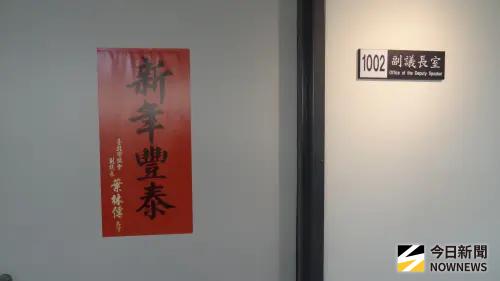 新年豐泰
臺北市議會
副議長
葉林傳
1002
副議長室
Office of the Deputy Speaker
今日新聞
NOWNEWS